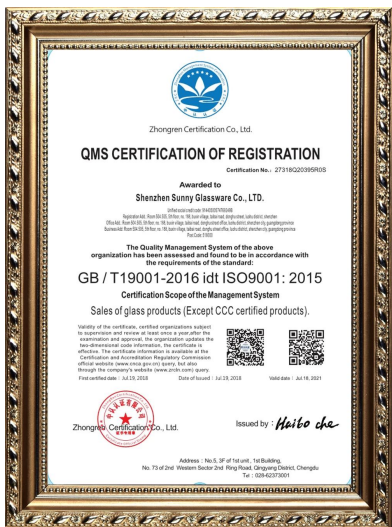 Zhongren Certification Co., Ltd.
QMS CERTIFICATION OF REGISTRATION
Certification No.: 27318Q20395R0S
Awarded to
Shenzhen Sunny Glassware Co., LTD.
The Quality Management System of the above
organization has been assessed and found to be in accordance with
the requirements of the standard:
GB / T19001-2016 idt ISO9001: 2015
Certification Scope of the Management System
Sales of glass products (Except CCC certified products).
Validity of the certificate, certified organizations subject
to supervision and review at least once a year,after the
examination and approval, the organization updates the
two-dimensional code information, the certificate is
effective. The certificate information is available at the
Certification and Accreditation Regulatory Commission
official website (www.cnca.gov.cn) query, but also
through the company's website (www.zrcdn.com) query.
First certified date : Jul.19, 2018
Date of Issued : Jul.19, 2018
Valid date : Jul.18, 2021
Zhongren Certification Co., Ltd.
Issued by : Haibo che
Address : No.5, 3F of 1st unit , 1st Building,
No. 73 of 2nd Western Sector 2nd Ring Road, Qingyang District, Chengdu
Tel : 028-62373001